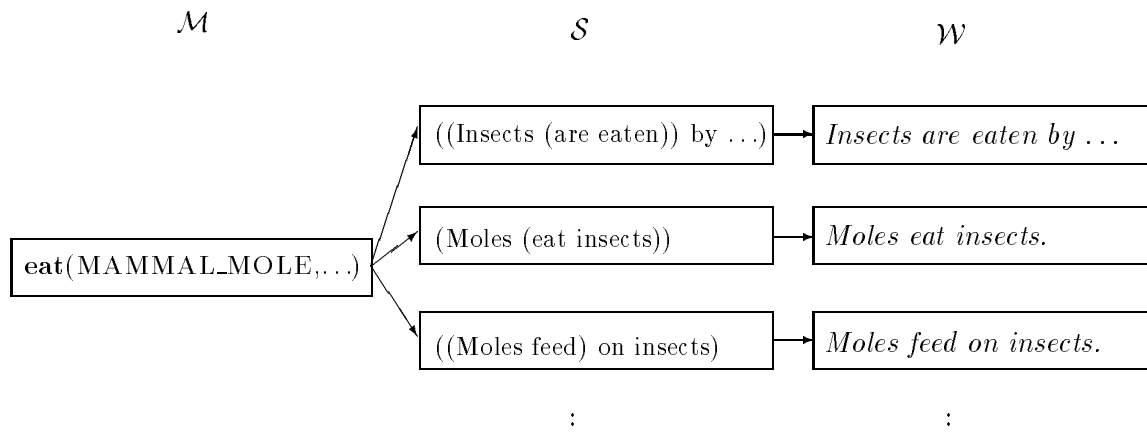 ℳ 𝒮 𝒲
((Insects (are eaten)) by ...) Insects are eaten by ...
(Moles (eat insects)) Moles eat insects.
eat(MAMMAL_MOLE,...)
((Moles feed) on insects) Moles feed on insects.
: :